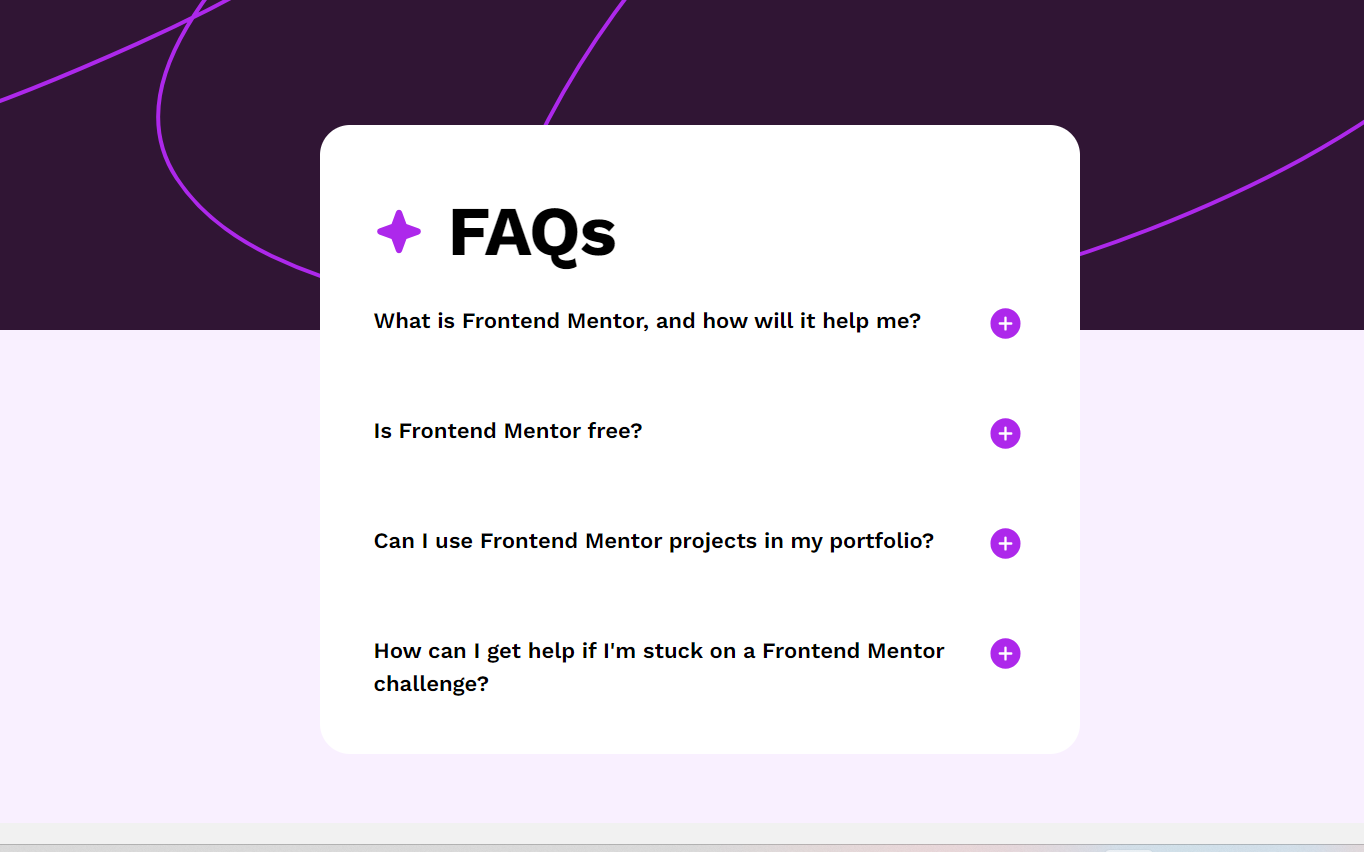 FAQs
What is Frontend Mentor, and how will it help me?
Is Frontend Mentor free?
Can I use Frontend Mentor projects in my portfolio?
How can I get help if I'm stuck on a Frontend Mentor
challenge?